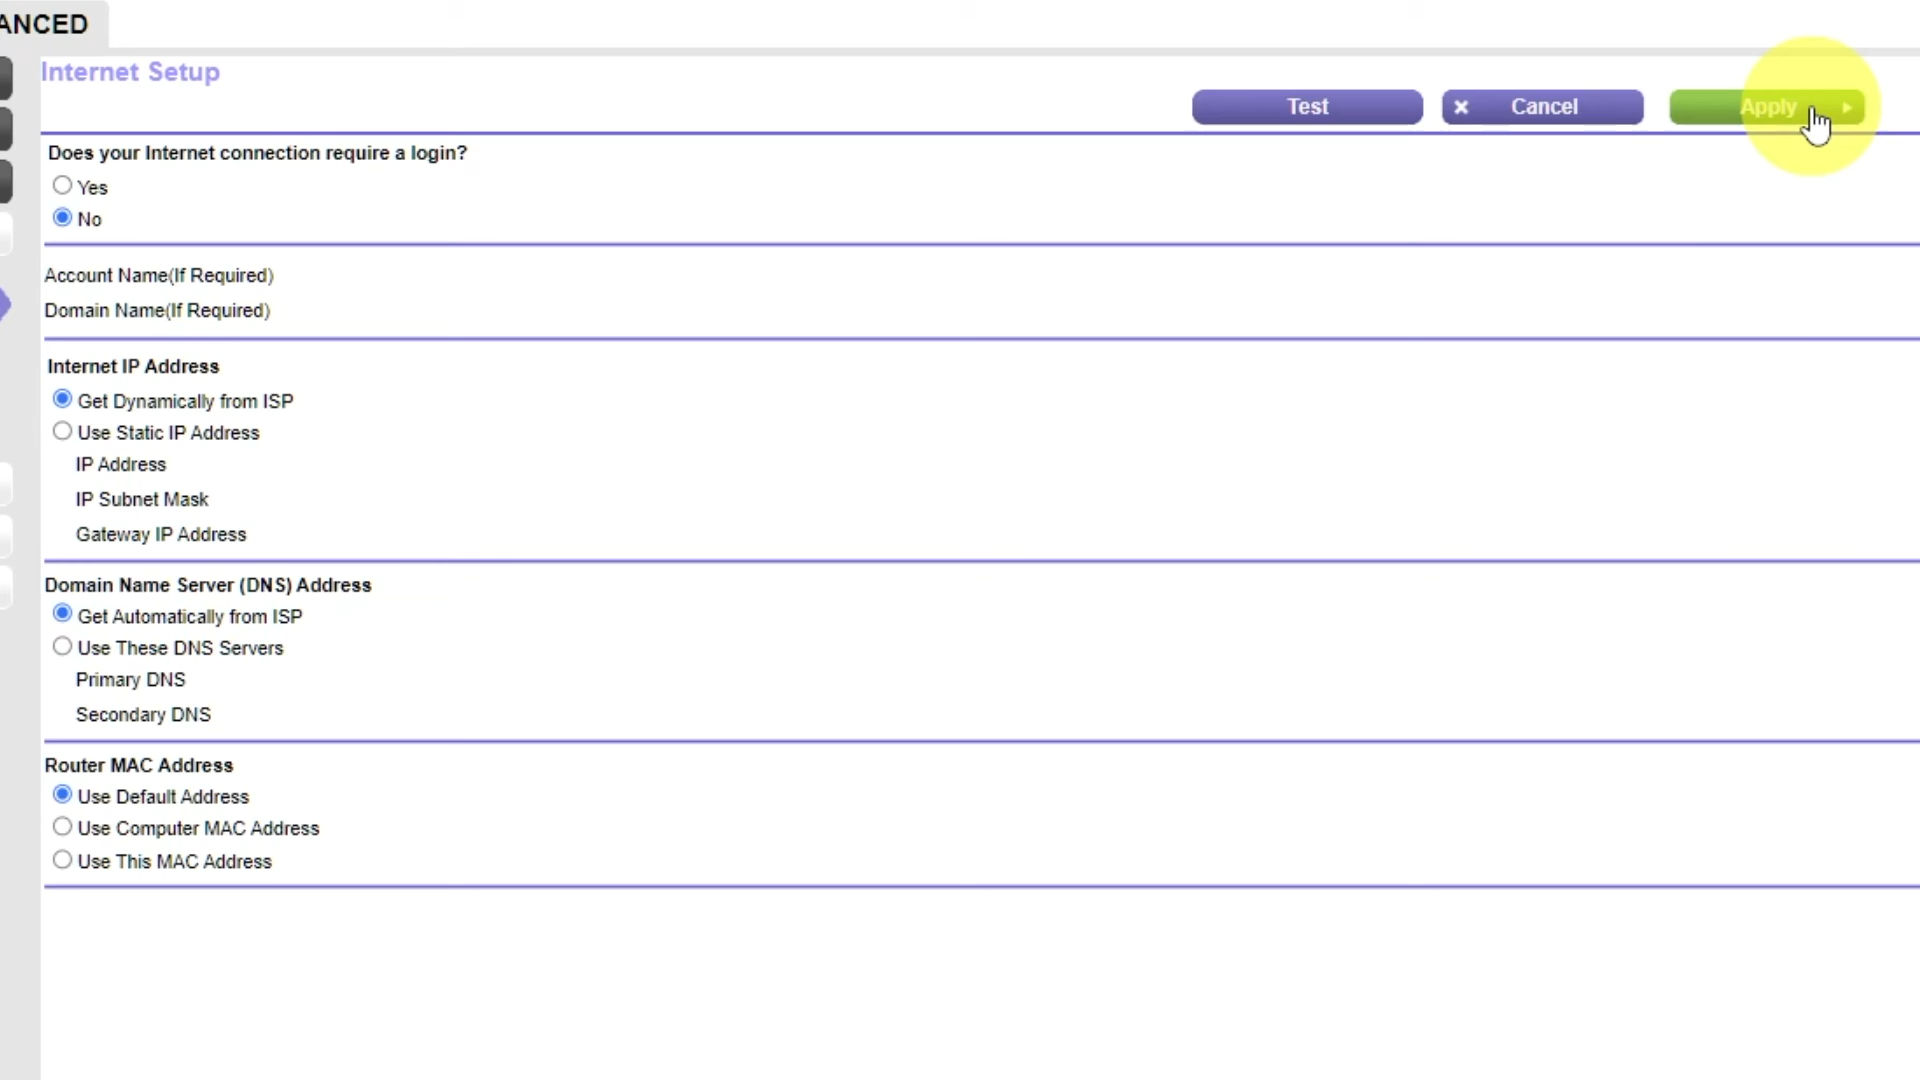 ANCED
Internet Setup
Test
Cancel
Apply
Does your Internet connection require a login?
Yes
No
Account Name(If Required)
Domain Name(If Required)
Internet IP Address
Get Dynamically from ISP
Use Static IP Address
IP Address
IP Subnet Mask
Gateway IP Address
Domain Name Server (DNS) Address
Get Automatically from ISP
Use These DNS Servers
Primary DNS
Secondary DNS
Router MAC Address
Use Default Address
Use Computer MAC Address
Use This MAC Address